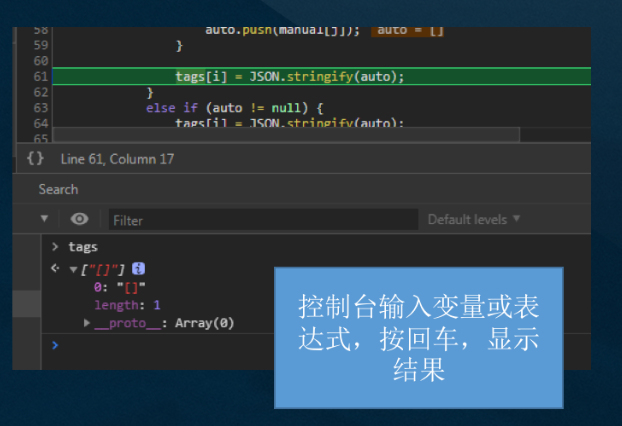 58 auto.push(manual[j]); auto = []
59 }
60
61 tags[i] = JSON.stringify(auto);
62 }
63 else if (auto != null) {
64 tags[i] = JSON.stringify(auto);
65
{} Line 61, Column 17
Search
Filter Default levels ▼
> tags
["[]"] i
0: "[]"
length: 1
__proto__: Array(0)
>
控制台输入变量或表
达式，按回车，显示
结果